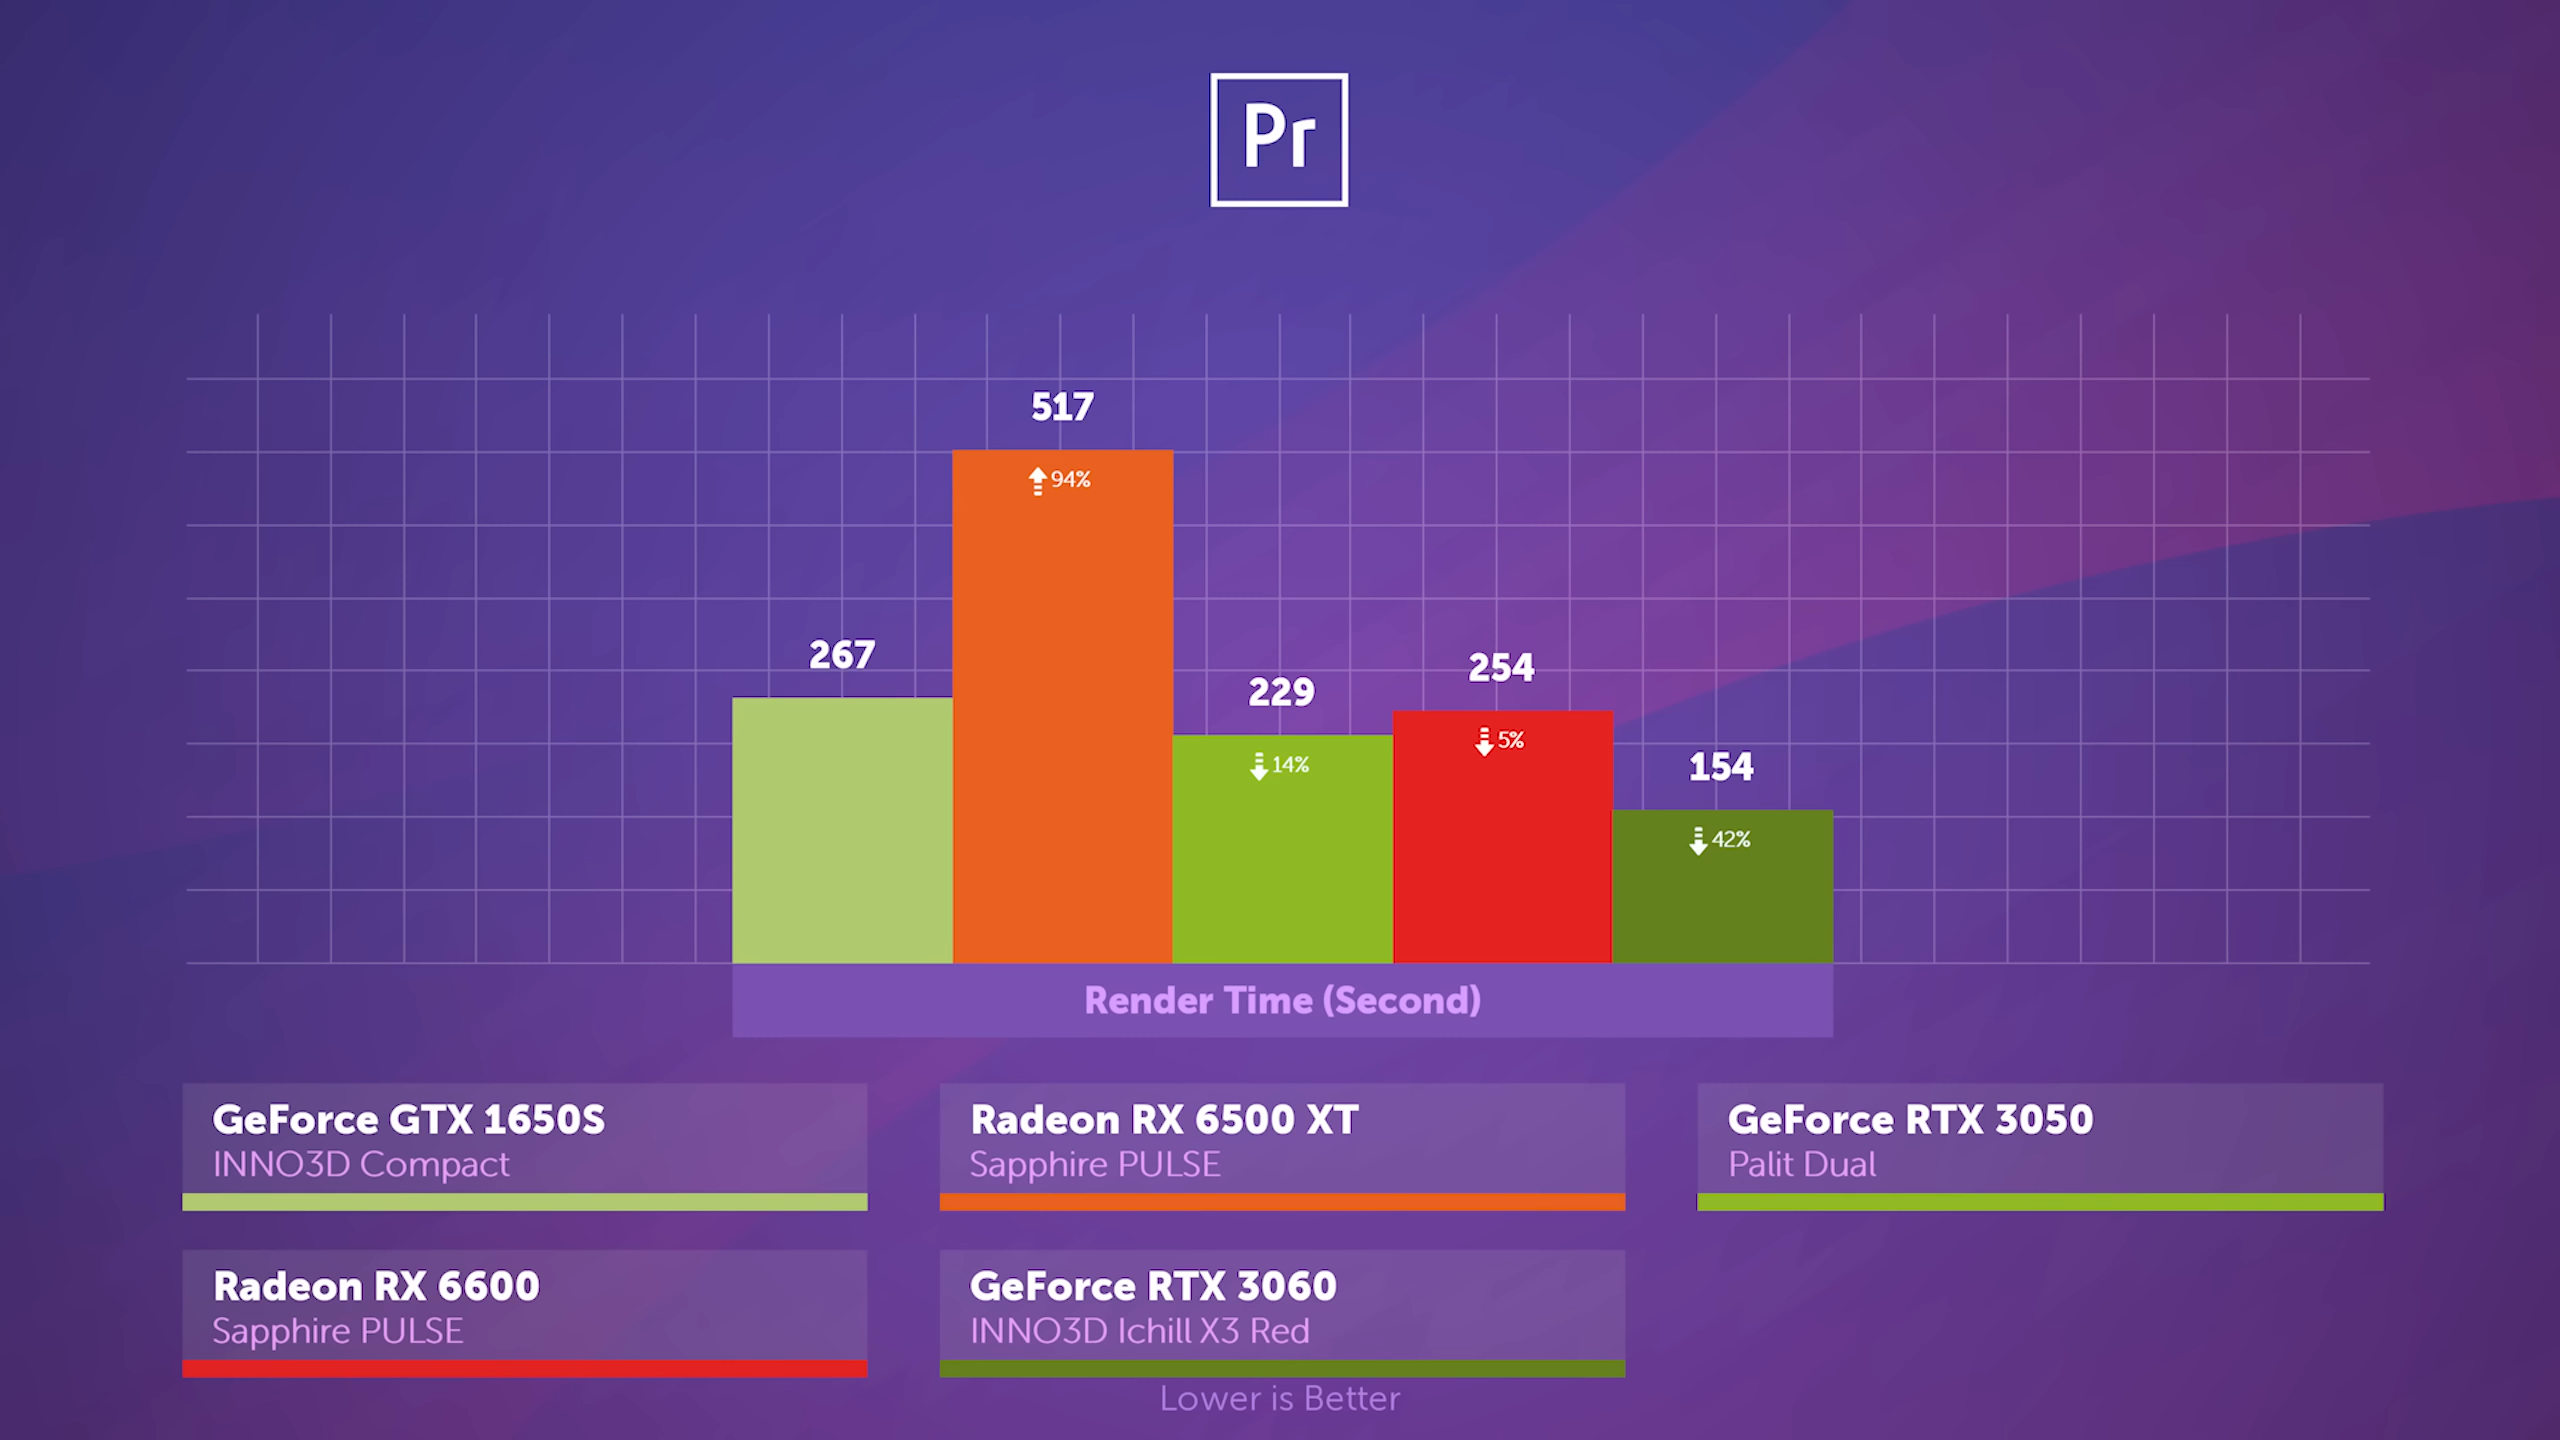 Pr
517
94%
267
254
229
5%
14%
154
42%
Render Time (Second)
GeForce GTX 1650S
INNO3D Compact
Radeon RX 6500 XT
Sapphire PULSE
GeForce RTX 3050
Palit Dual
Radeon RX 6600
Sapphire PULSE
GeForce RTX 3060
INNO3D Ichill X3 Red
Lower is Better